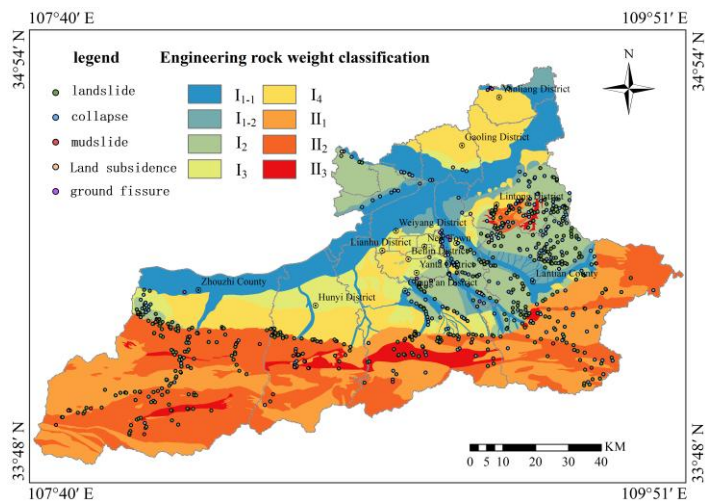 107°40′ E
109°51′ E
34°54′ N
34°54′ N
legend
Engineering rock weight classification
N
landslide
collapse
mudslide
Land subsidence
ground fissure
I1-1
I4
I1-2
II1
I2
II2
I3
II3
Yanliang District
Gaoling District
Lintong District
Weiyang District
Lianhu District
Beilin District
Yanta District
Lantian County
Zhouzhi County
Hunyi District
33°48′ N
33°48′ N
KM
0 5 10 20 30 40
107°40′ E
109°51′ E